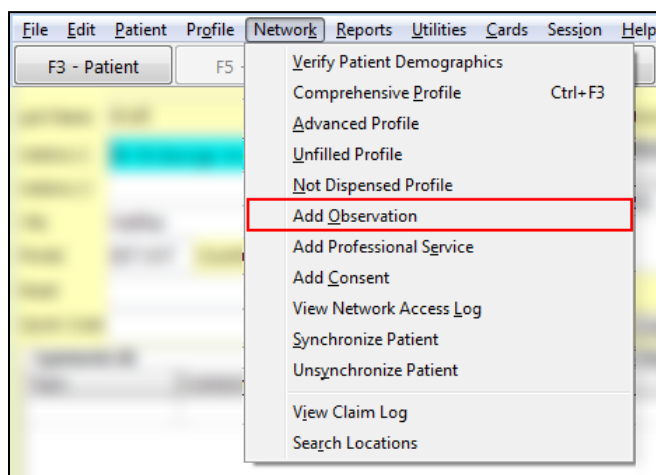 File Edit Patient Profile Network Reports Utilities Cards Session Help
F3 - Patient F5 -
Verify Patient Demographics
Comprehensive Profile Ctrl+F3
Advanced Profile
Unfilled Profile
Not Dispensed Profile
Add Observation
Add Professional Service
Add Consent
View Network Access Log
Synchronize Patient
Unsynchronize Patient
View Claim Log
Search Locations